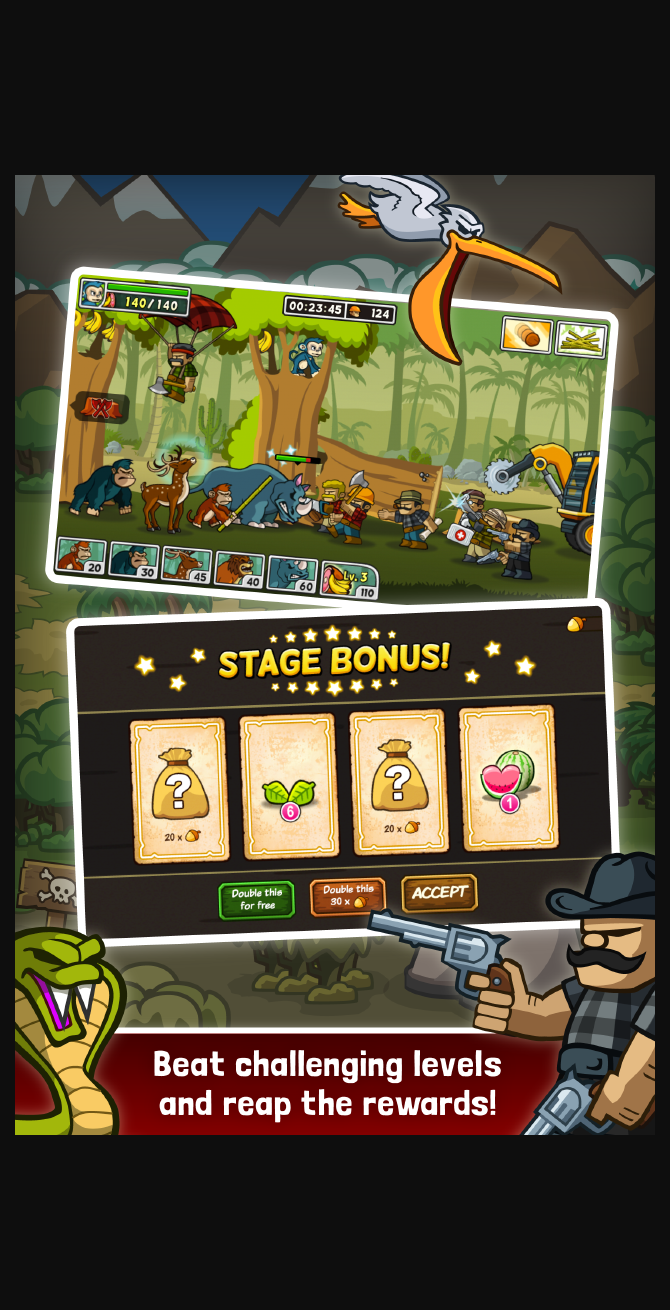 140/140
00:23:45 124
20
30
45
40
60
Lv. 3
110
STAGE BONUS!
?
20 x
6
?
20 x
1
Double this
for free
Double this
30 x
ACCEPT
Beat challenging levels
and reap the rewards!